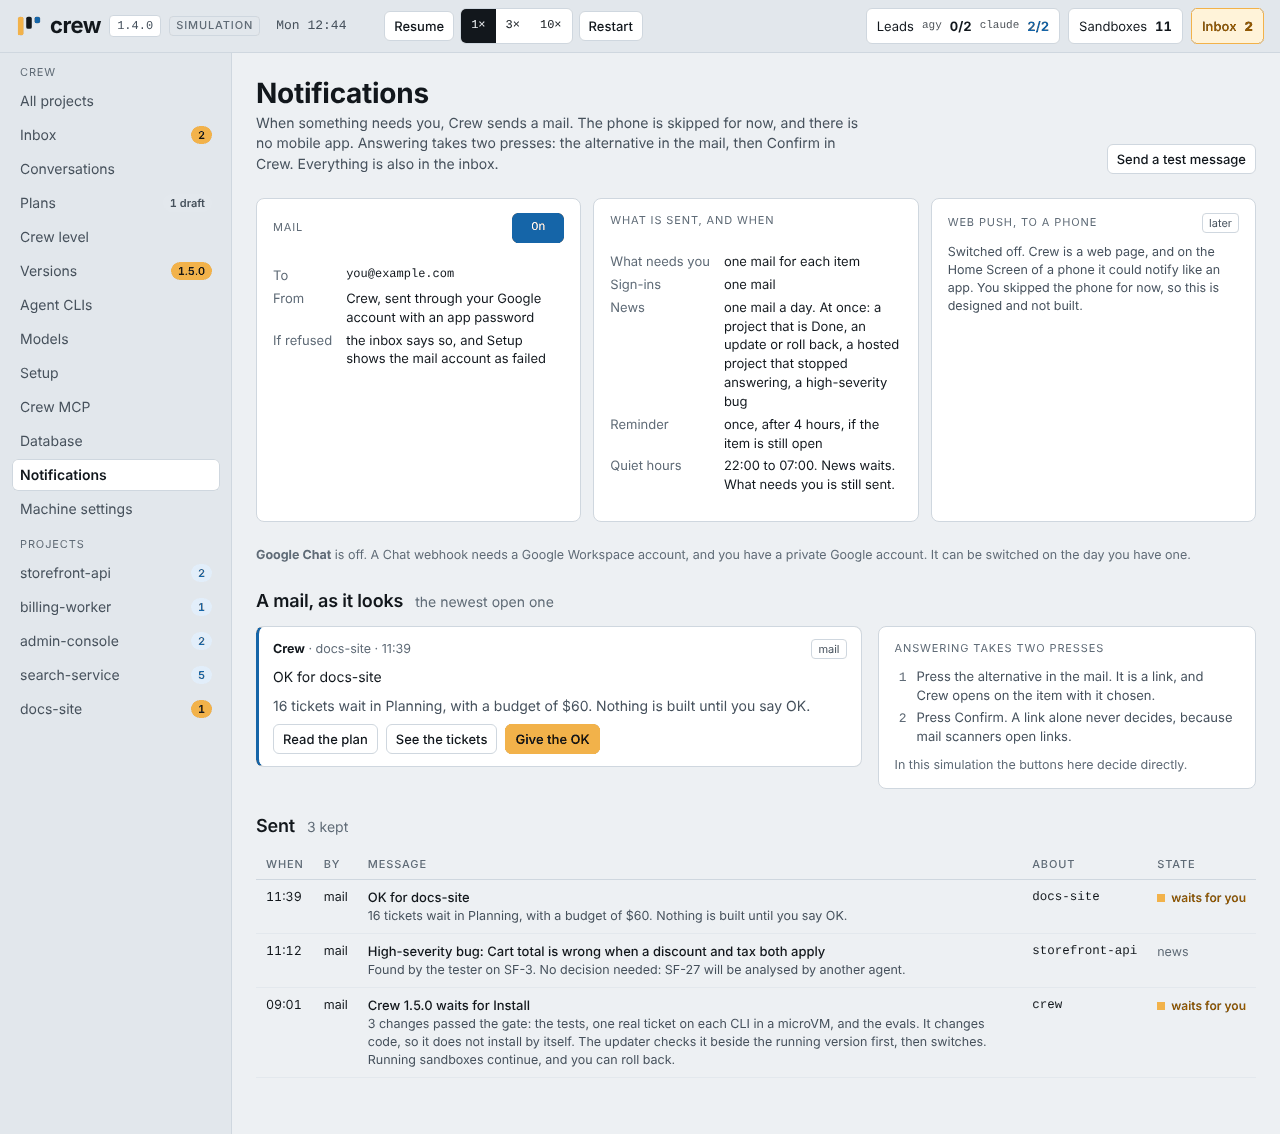 crew 1.4.0 SIMULATION Mon 12:44 Resume 1× 3× 10× Restart Leads agy 0/2 claude 2/2 Sandboxes 11 Inbox 2
CREW
All projects
Inbox 2
Conversations
Plans 1 draft
Crew level
Versions 1.5.0
Agent CLIs
Models
Setup
Crew MCP
Database
Notifications
Machine settings
PROJECTS
storefront-api 2
billing-worker 1
admin-console 2
search-service 5
docs-site 1
Notifications
When something needs you, Crew sends a mail. The phone is skipped for now, and there is
no mobile app. Answering takes two presses: the alternative in the mail, then Confirm in
Crew. Everything is also in the inbox.
Send a test message
MAIL On
To you@example.com
From Crew, sent through your Google
account with an app password
If refused the inbox says so, and Setup
shows the mail account as failed
WHAT IS SENT, AND WHEN
What needs you one mail for each item
Sign-ins one mail
News one mail a day. At once: a
project that is Done, an
update or roll back, a hosted
project that stopped
answering, a high-severity
bug
Reminder once, after 4 hours, if the
item is still open
Quiet hours 22:00 to 07:00. News waits.
What needs you is still sent.
WEB PUSH, TO A PHONE later
Switched off. Crew is a web page, and on the
Home Screen of a phone it could notify like an
app. You skipped the phone for now, so this is
designed and not built.
Google Chat is off. A Chat webhook needs a Google Workspace account, and you have a private Google account. It can be switched on the day you have one.
A mail, as it looks the newest open one
Crew · docs-site · 11:39 mail
OK for docs-site
16 tickets wait in Planning, with a budget of $60. Nothing is built until you say OK.
Read the plan See the tickets Give the OK
ANSWERING TAKES TWO PRESSES
1 Press the alternative in the mail. It is a link, and
Crew opens on the item with it chosen.
2 Press Confirm. A link alone never decides, because
mail scanners open links.
In this simulation the buttons here decide directly.
Sent 3 kept
WHEN BY MESSAGE ABOUT STATE
11:39 mail OK for docs-site docs-site waits for you
16 tickets wait in Planning, with a budget of $60. Nothing is built until you say OK.
11:12 mail High-severity bug: Cart total is wrong when a discount and tax both apply storefront-api news
Found by the tester on SF-3. No decision needed: SF-27 will be analysed by another agent.
09:01 mail Crew 1.5.0 waits for Install crew waits for you
3 changes passed the gate: the tests, one real ticket on each CLI in a microVM, and the evals. It changes
code, so it does not install by itself. The updater checks it beside the running version first, then switches.
Running sandboxes continue, and you can roll back.